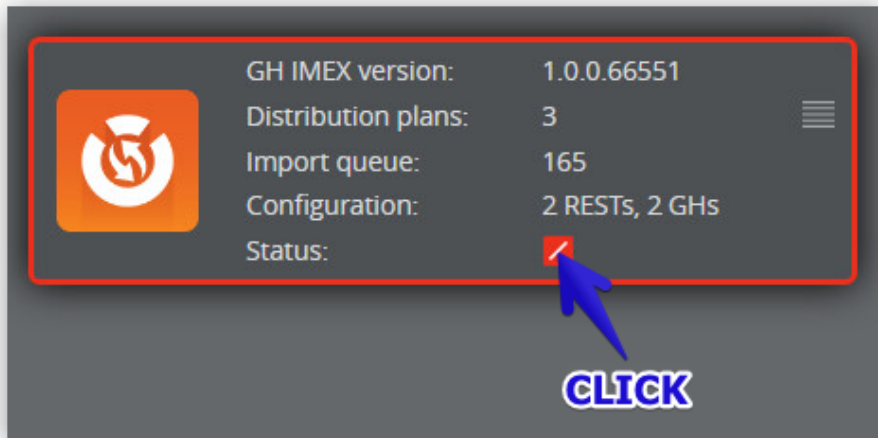 GH IMEX version: 1.0.0.66551
Distribution plans: 3
Import queue: 165
Configuration: 2 RESTs, 2 GHs
Status:
CLICK